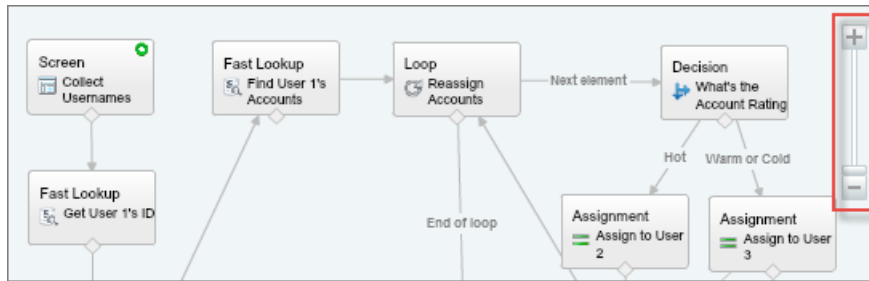 Screen
Collect
Usernames
Fast Lookup
Find User 1's
Accounts
Loop
Reassign
Accounts
Next element
Decision
What's the
Account Rating
Hot
Warm or Cold
Fast Lookup
Get User 1's ID
End of loop
Assignment
Assign to User
2
Assignment
Assign to User
3